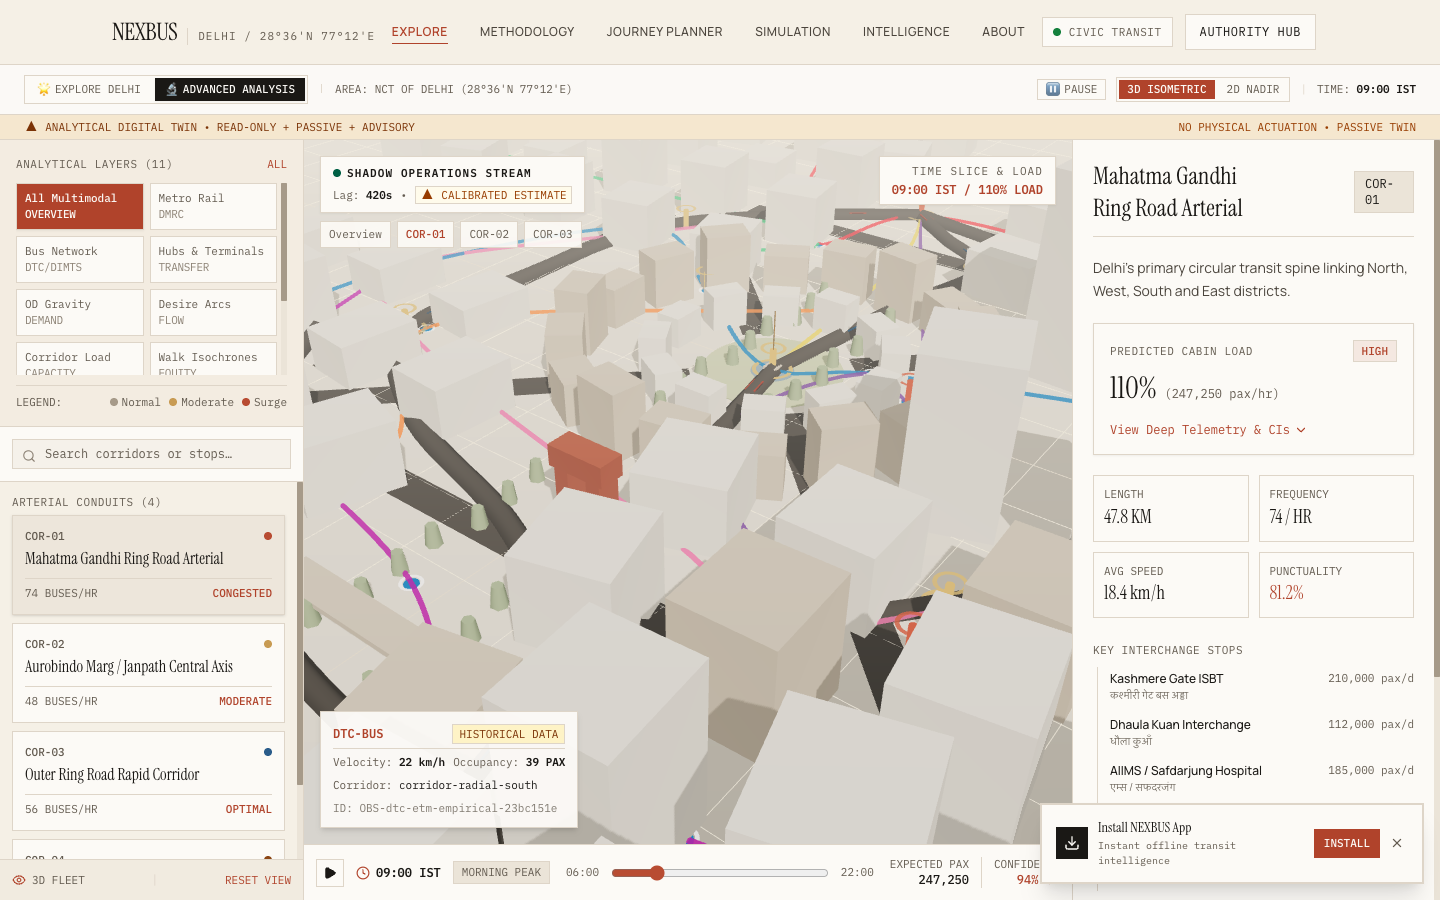 NEXBUS
DELHI / 28°36'N 77°12'E
EXPLORE
METHODOLOGY
JOURNEY PLANNER
SIMULATION
INTELLIGENCE
ABOUT
CIVIC TRANSIT
AUTHORITY HUB
EXPLORE DELHI
ADVANCED ANALYSIS
AREA: NCT OF DELHI (28°36'N 77°12'E)
PAUSE
3D ISOMETRIC
2D NADIR
TIME: 09:00 IST
ANALYTICAL DIGITAL TWIN • READ-ONLY + PASSIVE + ADVISORY
NO PHYSICAL ACTUATION • PASSIVE TWIN
ANALYTICAL LAYERS (11)
ALL
All Multimodal
OVERVIEW
Metro Rail
DMRC
Bus Network
DTC/DIMTS
Hubs & Terminals
TRANSFER
OD Gravity
DEMAND
Desire Arcs
FLOW
Corridor Load
CAPACITY
Walk Isochrones
EQUITY
LEGEND:
Normal
Moderate
Surge
Search corridors or stops…
ARTERIAL CONDUITS (4)
COR-01
Mahatma Gandhi Ring Road Arterial
74 BUSES/HR
CONGESTED
COR-02
Aurobindo Marg / Janpath Central Axis
48 BUSES/HR
MODERATE
COR-03
Outer Ring Road Rapid Corridor
56 BUSES/HR
OPTIMAL
COR-04
3D FLEET
RESET VIEW
SHADOW OPERATIONS STREAM
Lag: 420s •
CALIBRATED ESTIMATE
Overview
COR-01
COR-02
COR-03
TIME SLICE & LOAD
09:00 IST / 110% LOAD
DTC-BUS
HISTORICAL DATA
Velocity: 22 km/h
Occupancy: 39 PAX
Corridor: corridor-radial-south
ID: OBS-dtc-etm-empirical-23bc151e
09:00 IST
MORNING PEAK
06:00
22:00
EXPECTED PAX
247,250
CONFIDE
94%
Mahatma Gandhi
Ring Road Arterial
COR-
01
Delhi's primary circular transit spine linking North,
West, South and East districts.
PREDICTED CABIN LOAD
HIGH
110% (247,250 pax/hr)
View Deep Telemetry & CIs
LENGTH
47.8 KM
FREQUENCY
74 / HR
AVG SPEED
18.4 km/h
PUNCTUALITY
81.2%
KEY INTERCHANGE STOPS
Kashmere Gate ISBT
210,000 pax/d
कश्मीरी गेट बस अड्डा
Dhaula Kuan Interchange
112,000 pax/d
धौला कुआँ
AIIMS / Safdarjung Hospital
185,000 pax/d
एम्स / सफदरजंग
Install NEXBUS App
Instant offline transit
intelligence
INSTALL